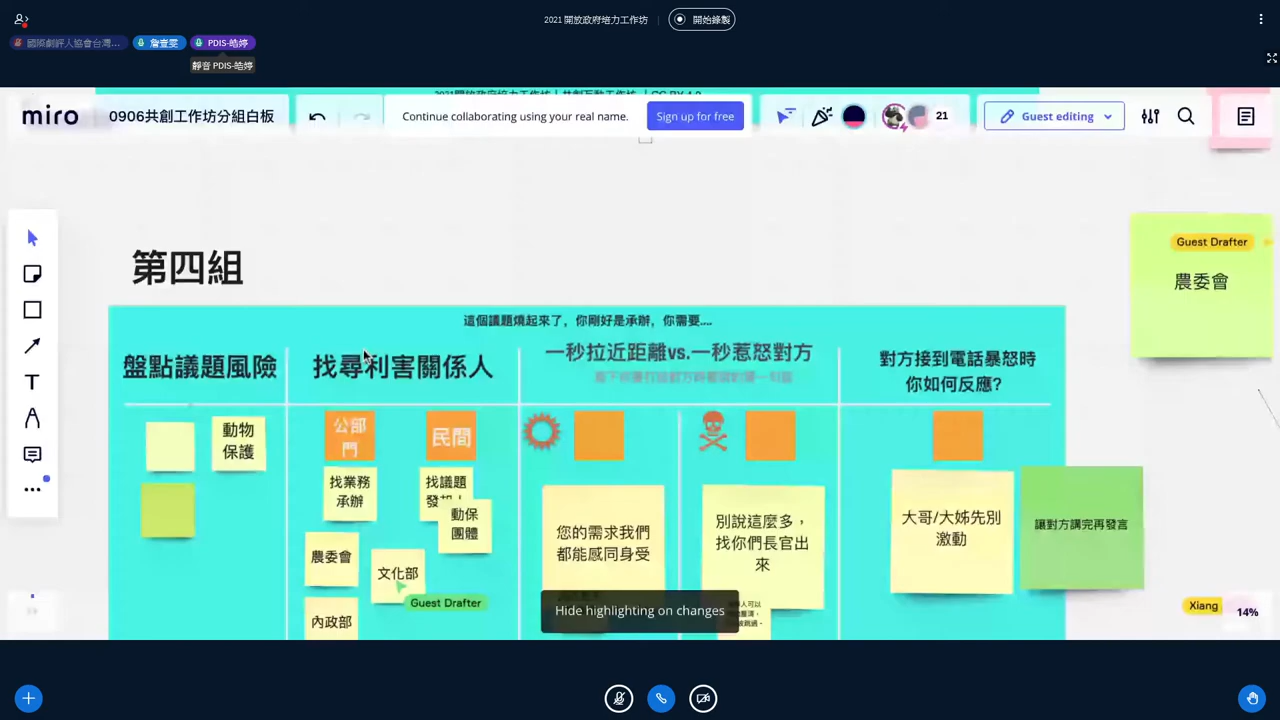 2021 開放政府培力工作坊
開始錄製
國際劇評人協會台灣...
詹壹雯
PDIS-皓婷
靜音 PDIS-皓婷
miro
0906共創工作坊分組白板
Continue collaborating using your real name.
Sign up for free
21
Guest editing
第四組
Guest Drafter
農委會
這個議題燒起來了，你剛好是承辦，你需要....
盤點議題風險
找尋利害關係人
一秒拉近距離vs.一秒惹怒對方
對方接到電話暴怒時
你如何反應?
動物
保護
公部
門
民間
找業務
承辦
找議題
動保
團體
農委會
文化部
Guest Drafter
內政部
您的需求我們
都能感同身受
別說這麼多，
找你們長官出
來
大哥/大姊先別
激動
讓對方講完再發言
Hide highlighting on changes
Xiang
14%